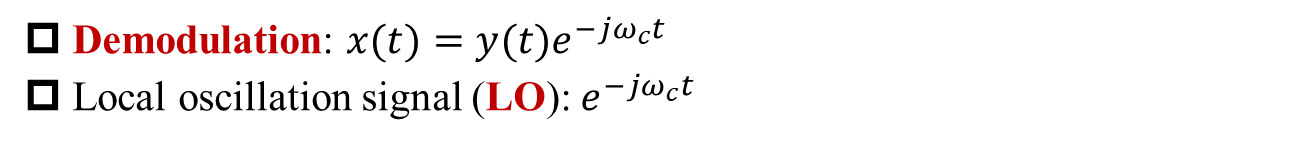 □ Demodulation: x(t) = y(t)e^{-jω_c t}
□ Local oscillation signal (LO): e^{-jω_c t}